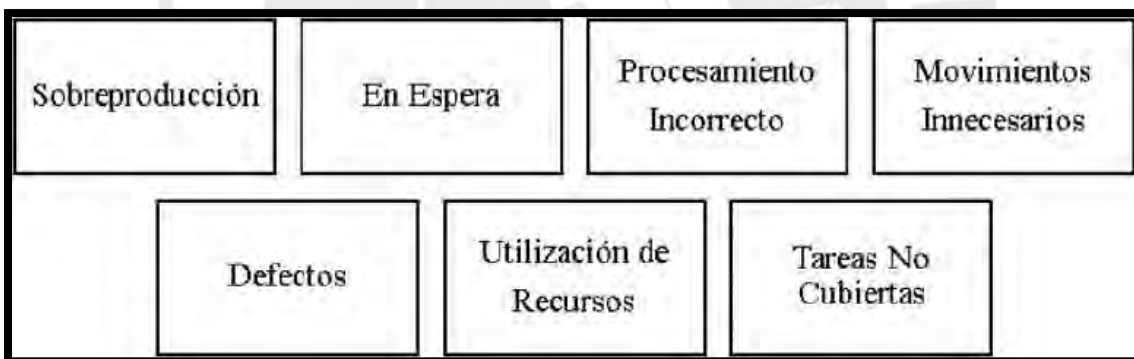 Sobreproducción
En Espera
Procesamiento
Incorrecto
Movimientos
Innecesarios
Defectos
Utilización de
Recursos
Tareas No
Cubiertas